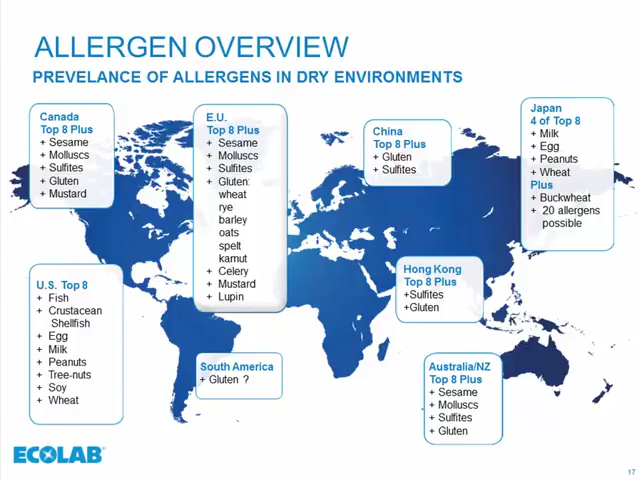 ALLERGEN OVERVIEW
PREVELANCE OF ALLERGENS IN DRY ENVIRONMENTS
Canada
Top 8 Plus
+ Sesame
+ Molluscs
+ Sulfites
+ Gluten
+ Mustard
E.U.
Top 8 Plus
+ Sesame
+ Molluscs
+ Sulfites
+ Gluten:
wheat
rye
barley
oats
spelt
kamut
+ Celery
+ Mustard
+ Lupin
China
Top 8 Plus
+ Gluten
+ Sulfites
Japan
4 of Top 8
+ Milk
+ Egg
+ Peanuts
+ Wheat
Plus
+ Buckwheat
+ 20 allergens
possible
U.S. Top 8
+ Fish
+ Crustacean
Shellfish
+ Egg
+ Milk
+ Peanuts
+ Tree-nuts
+ Soy
+ Wheat
South America
+ Gluten ?
Hong Kong
Top 8 Plus
+Sulfites
+Gluten
Australia/NZ
Top 8 Plus
+ Sesame
+ Molluscs
+ Sulfites
+ Gluten
ECOLAB®
17